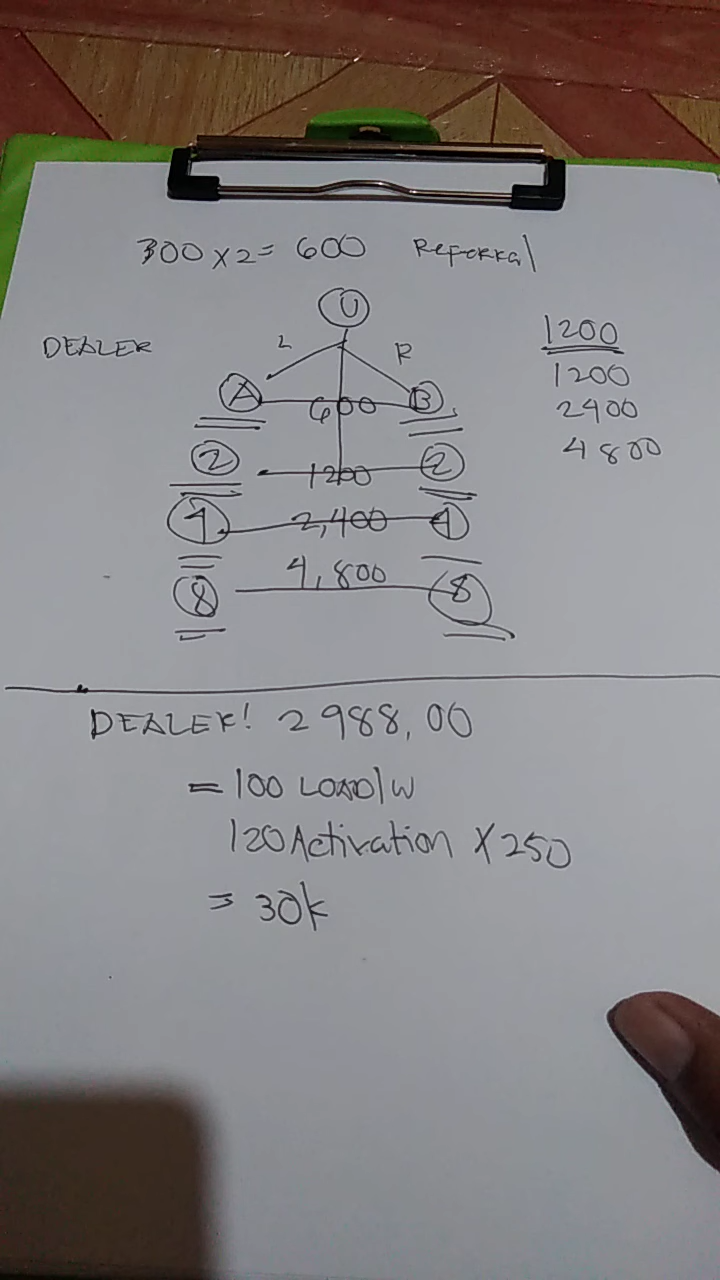 300 x 2 = 600 Referral
U
DEALER L R 1200
A 600 B 1200
2400
2 1200 2 4800
4 2,400 4
8 4,800 8
DEALER! 2988.00
= 100 LOAD/W
120 Activation X 250
= 30k